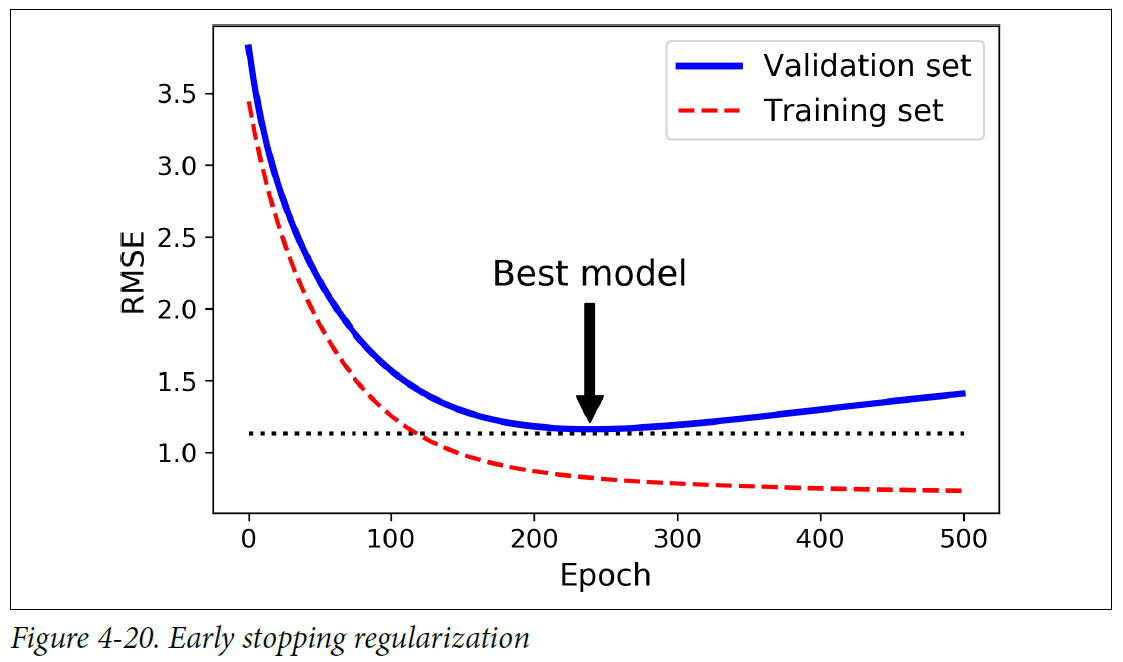 Validation set
Training set
3.5
3.0
2.5
2.0
1.5
1.0
RMSE
Best model
0 100 200 300 400 500
Epoch
Figure 4-20. Early stopping regularization